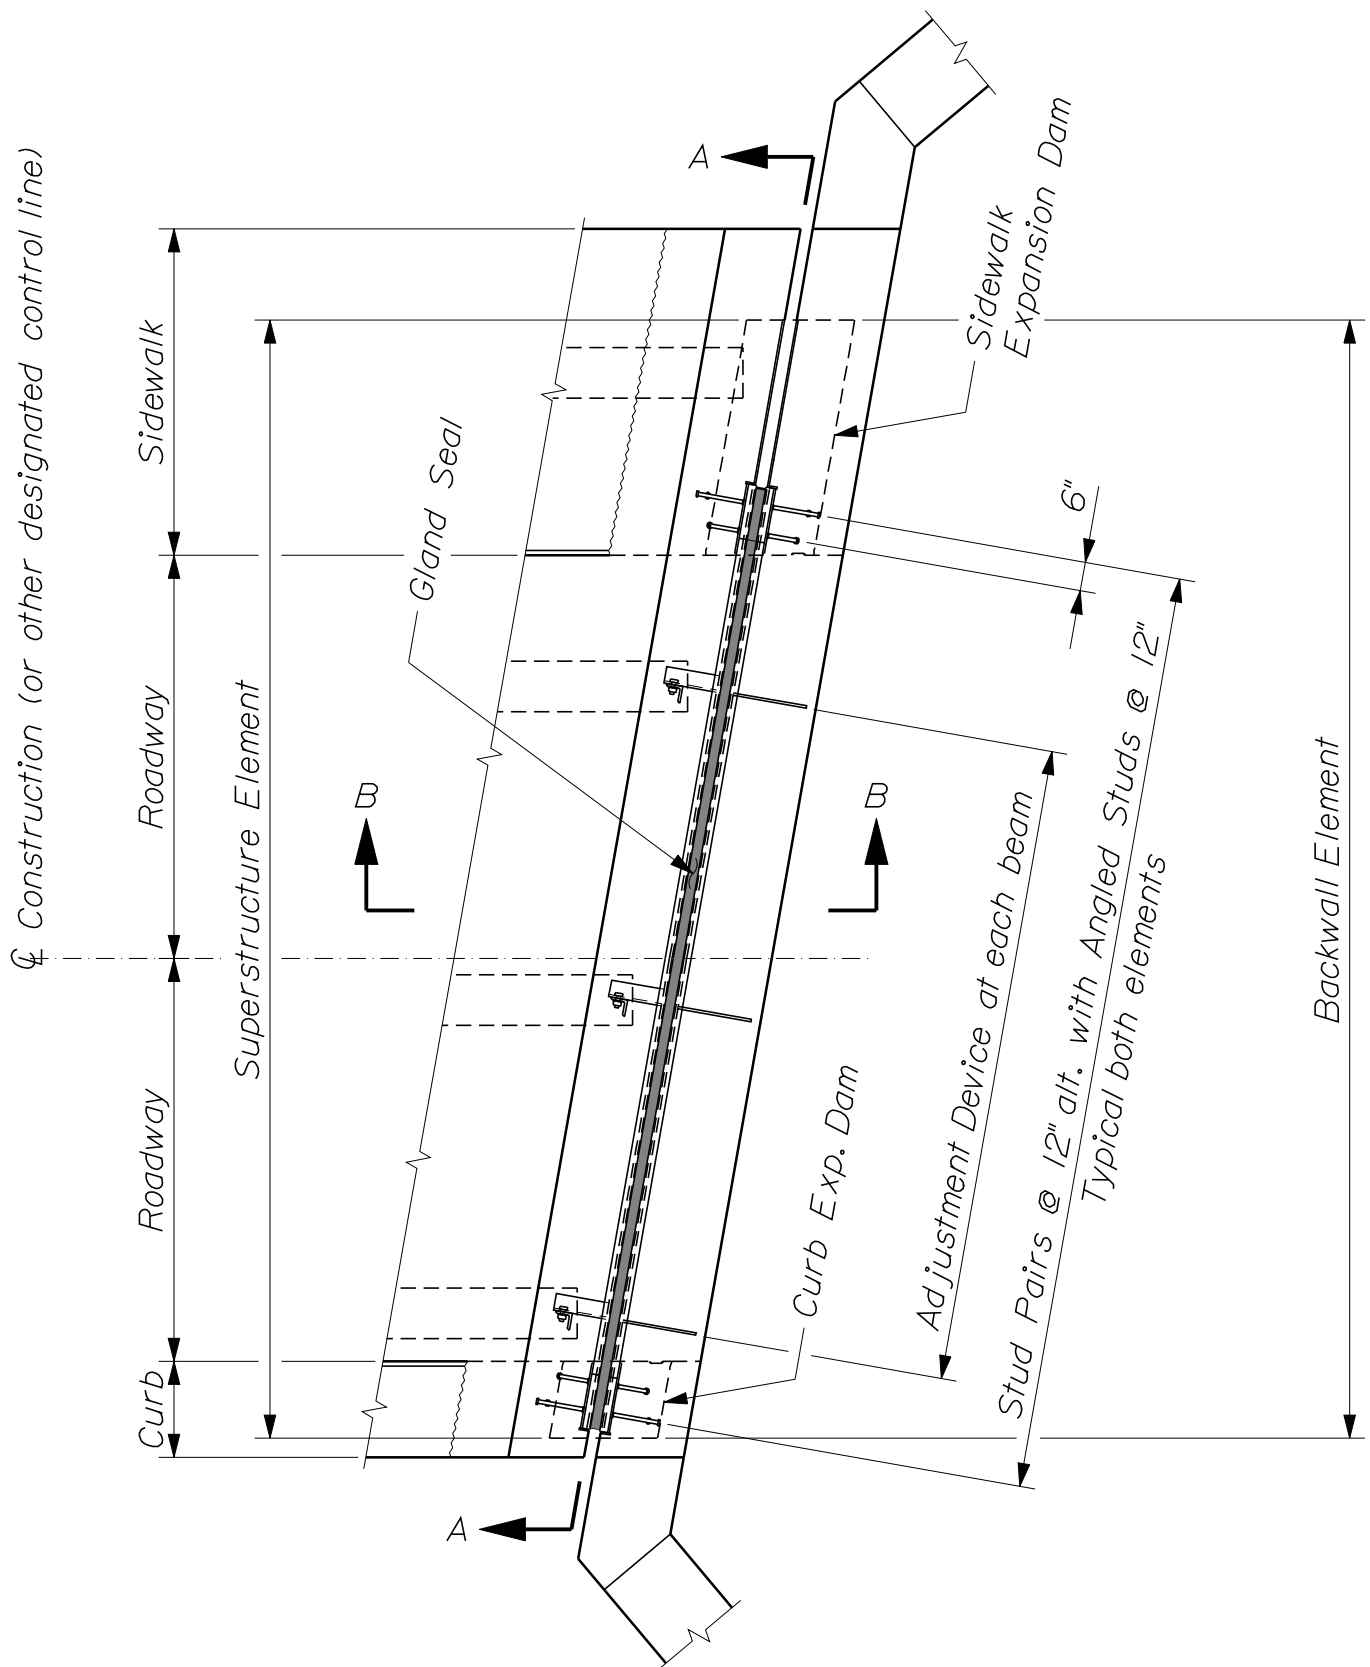 ℄ Construction (or other designated control line)
Sidewalk
Roadway
Roadway
Curb
Superstructure Element
Gland Seal
A
Sidewalk
Expansion Dam
6"
B
B
Curb Exp. Dam
Adjustment Device at each beam
Stud Pairs @ 12" alt. with Angled Studs @ 12"
Typical both elements
Backwall Element
A